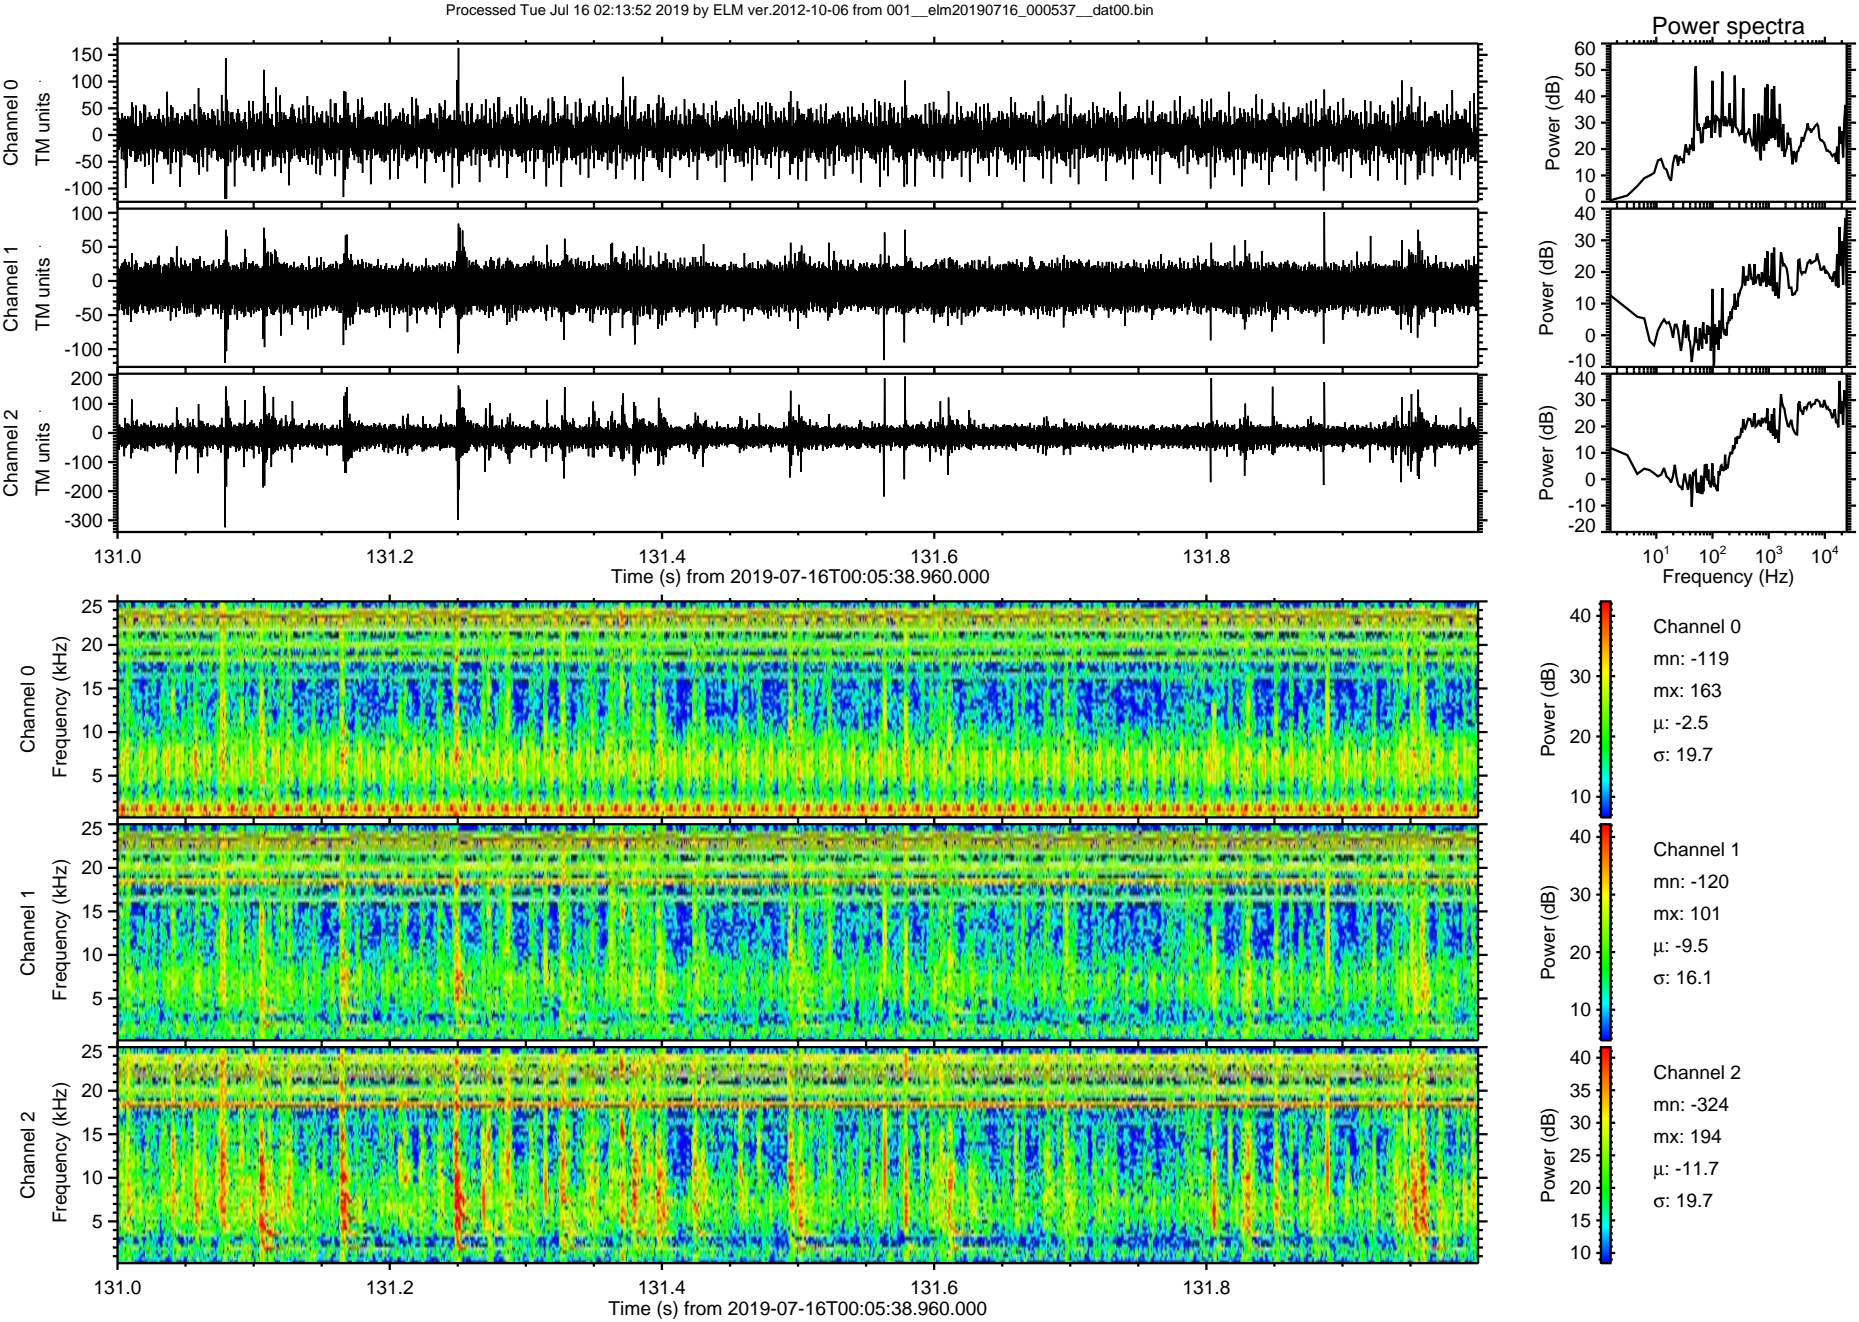 Processed Tue Jul 16 02:13:52 2019 by ELM ver.2012-10-06 from 001__elm20190716_000537__dat00.bin
Power spectra
Channel 0
TM units
150
100
50
0
-50
-100
Power (dB)
60
50
40
30
20
10
0
Channel 1
TM units
100
50
0
-50
-100
Power (dB)
40
30
20
10
0
-10
Channel 2
TM units
200
100
0
-100
-200
-300
Power (dB)
40
30
20
10
0
-10
-20
131.0 131.2 131.4 131.6 131.8
Time (s) from 2019-07-16T00:05:38.960.000
10¹ 10² 10³ 10⁴
Frequency (Hz)
Channel 0
Frequency (kHz)
25
20
15
10
5
Power (dB)
40
30
20
10
Channel 0
mn: -119
mx: 163
µ: -2.5
σ: 19.7
Channel 1
Frequency (kHz)
25
20
15
10
5
Power (dB)
40
30
20
10
Channel 1
mn: -120
mx: 101
µ: -9.5
σ: 16.1
Channel 2
Frequency (kHz)
25
20
15
10
5
Power (dB)
40
35
30
25
20
15
10
Channel 2
mn: -324
mx: 194
µ: -11.7
σ: 19.7
131.0 131.2 131.4 131.6 131.8
Time (s) from 2019-07-16T00:05:38.960.000